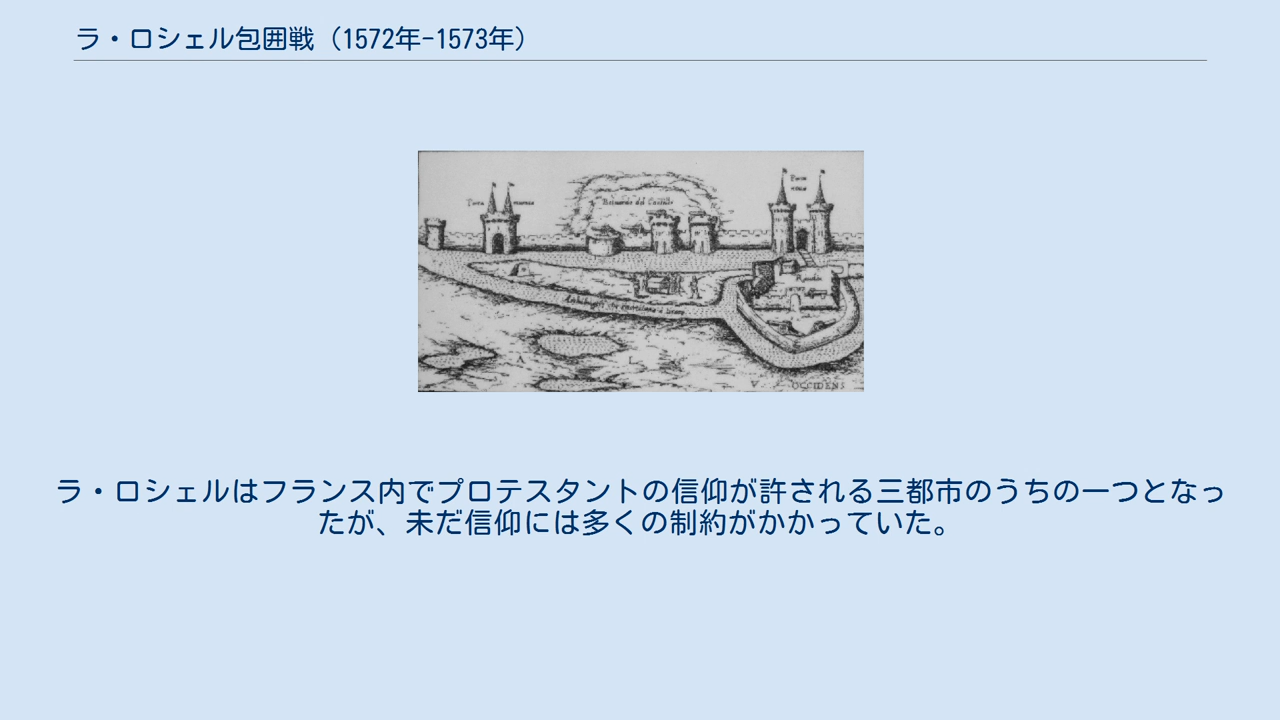 ラ・ロシェル包囲戦（1572年-1573年）
OCCIDENS
ラ・ロシェルはフランス内でプロテスタントの信仰が許される三都市のうちの一つとなっ
たが、未だ信仰には多くの制約がかかっていた。